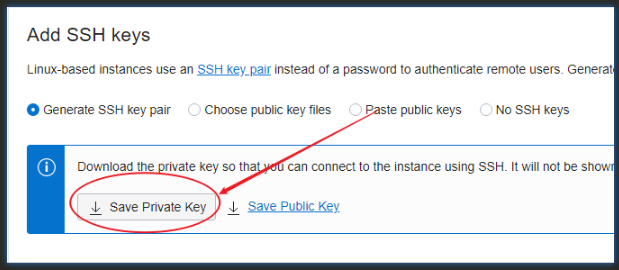 Add SSH keys
Linux-based instances use an SSH key pair instead of a password to authenticate remote users. Generate
Generate SSH key pair Choose public key files Paste public keys No SSH keys
Download the private key so that you can connect to the instance using SSH. It will not be shown
Save Private Key Save Public Key